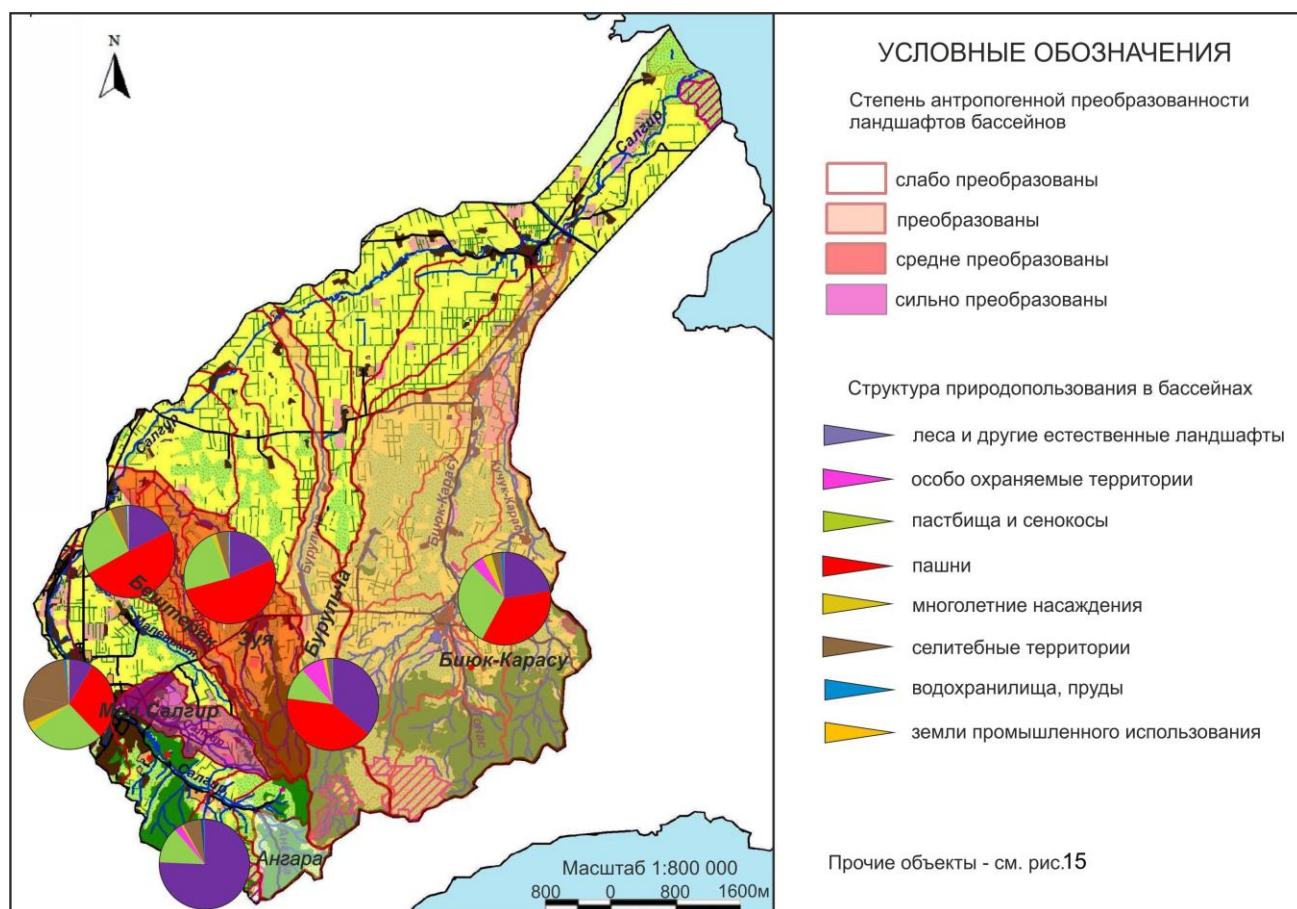 N
Салгир
Салгир
Бурульча
Биюк-Карасу
Кучук-Карасу
Бештерек
Зуя
Бурульча
Биюк-Карасу
Мал.Салгир
Салгир
Тонас
Ангара
Масштаб 1:800 000
800 0 800 1600м
УСЛОВНЫЕ ОБОЗНАЧЕНИЯ
Степень антропогенной преобразованности
ландшафтов бассейнов
слабо преобразованы
преобразованы
средне преобразованы
сильно преобразованы
Структура природопользования в бассейнах
леса и другие естественные ландшафты
особо охраняемые территории
пастбища и сенокосы
пашни
многолетние насаждения
селитебные территории
водохранилища, пруды
земли промышленного использования
Прочие объекты - см. рис.15